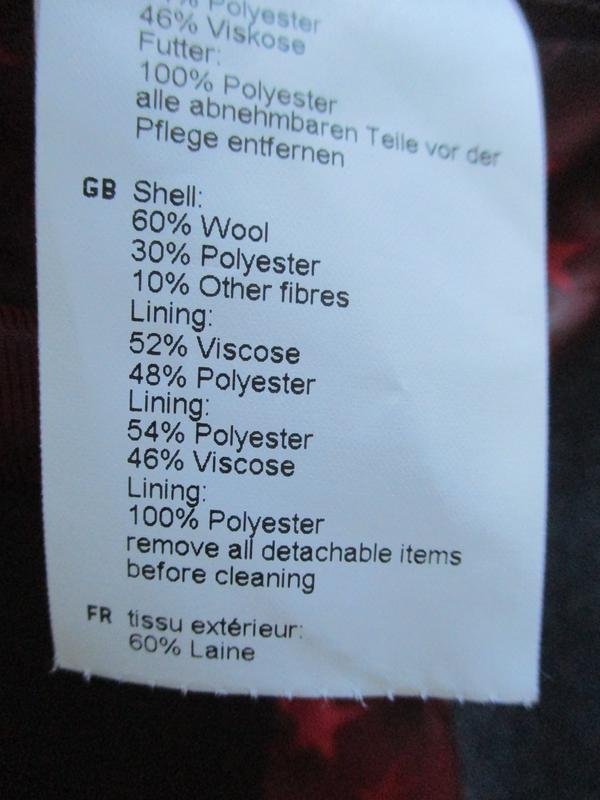 % Polyester
46% Viskose
Futter:
100% Polyester
alle abnehmbaren Teile vor der
Pflege entfernen
GB Shell:
60% Wool
30% Polyester
10% Other fibres
Lining:
52% Viscose
48% Polyester
Lining:
54% Polyester
46% Viscose
Lining:
100% Polyester
remove all detachable items
before cleaning
FR tissu extérieur:
60% Laine